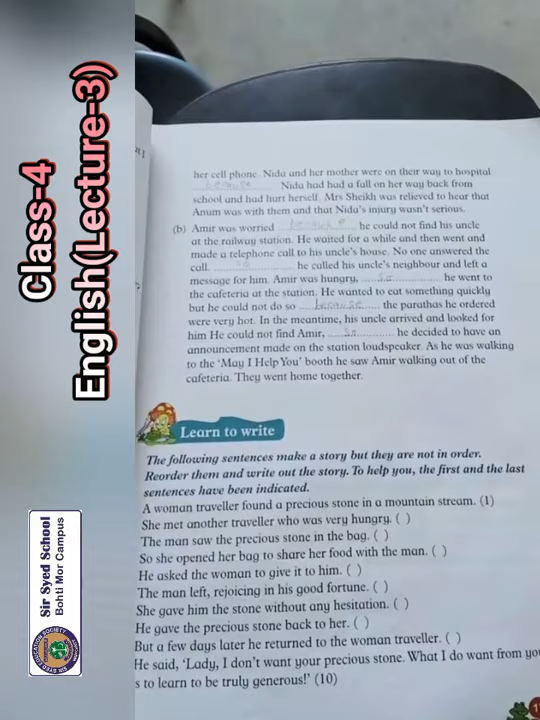 Class-4
English(Lecture-3)
Sir Syed School
Bohti Mor Campus
SIR SYED EDUCATION SOCIETY
her cell phone. Nida and her mother were on their way to hospital
because Nida had had a fall on her way back from
school and had hurt herself. Mrs Sheikh was relieved to hear that
Anum was with them and that Nida's injury wasn't serious.
(b) Amir was worried because he could not find his uncle
at the railway station. He waited for a while and then went and
made a telephone call to his uncle's house. No one answered the
call. so he called his uncle's neighbour and left a
message for him. Amir was hungry, so he went to
the cafeteria at the station. He wanted to eat something quickly
but he could not do so because the parathas he ordered
were very hot. In the meantime, his uncle arrived and looked for
him He could not find Amir, so he decided to have an
announcement made on the station loudspeaker. As he was walking
to the 'May I Help You' booth he saw Amir walking out of the
cafeteria. They went home together.
Learn to write
The following sentences make a story but they are not in order.
Reorder them and write out the story. To help you, the first and the last
sentences have been indicated.
A woman traveller found a precious stone in a mountain stream. (1)
She met another traveller who was very hungry. ( )
The man saw the precious stone in the bag. ( )
So she opened her bag to share her food with the man. ( )
He asked the woman to give it to him. ( )
The man left, rejoicing in his good fortune. ( )
She gave him the stone without any hesitation. ( )
He gave the precious stone back to her. ( )
But a few days later he returned to the woman traveller. ( )
He said, 'Lady, I don't want your precious stone. What I do want from you
s to learn to be truly generous!' (10)